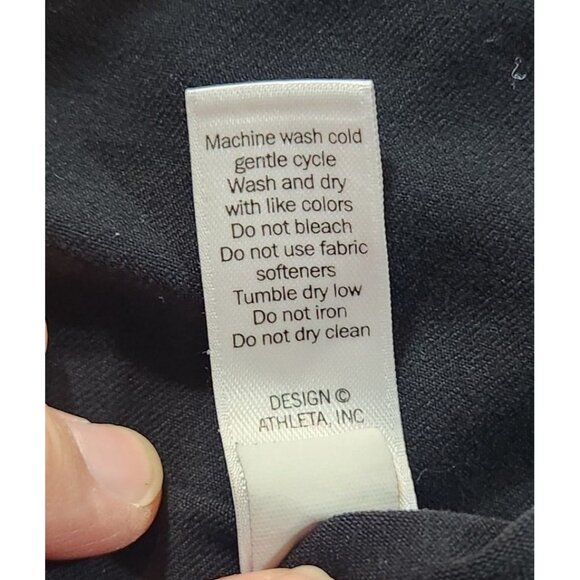 Machine wash cold
gentle cycle
Wash and dry
with like colors
Do not bleach
Do not use fabric
softeners
Tumble dry low
Do not iron
Do not dry clean
DESIGN ©
ATHLETA, INC